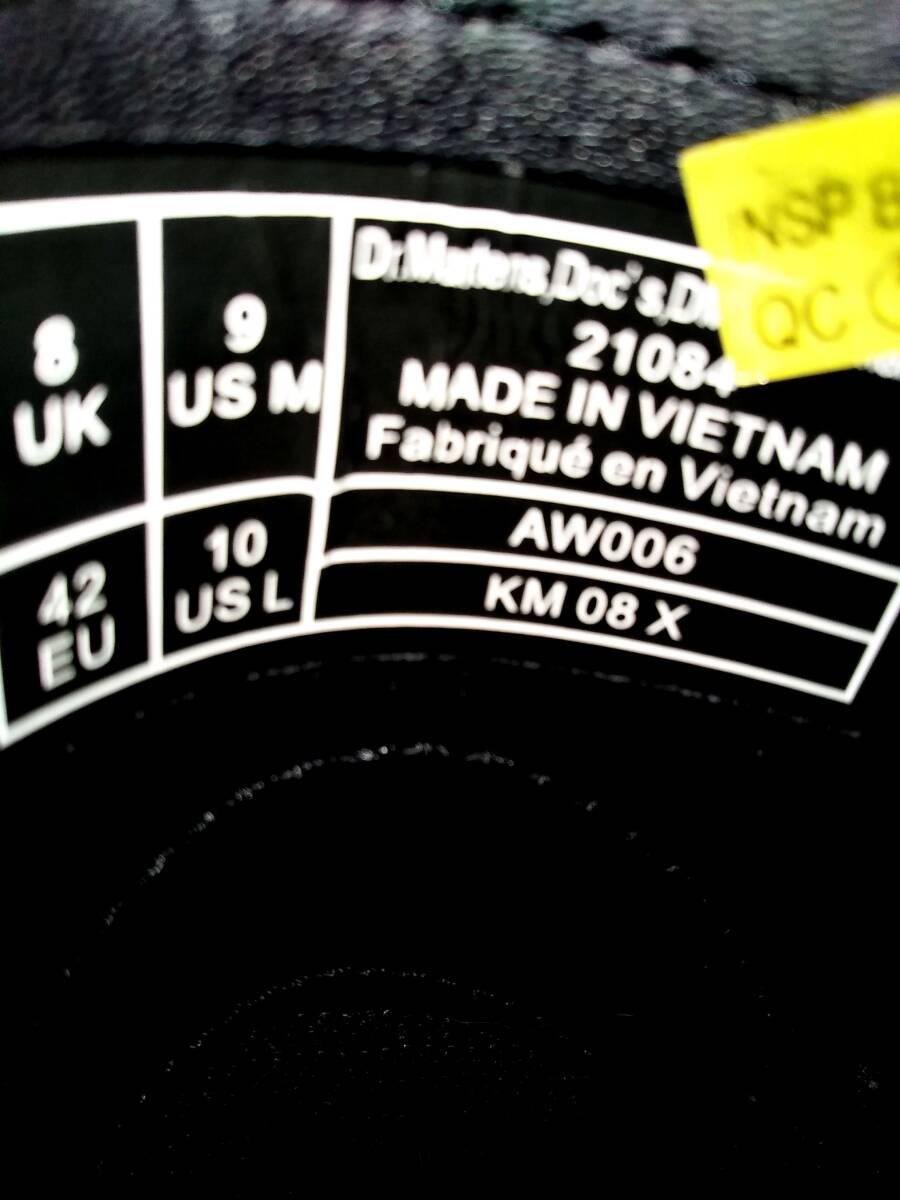 8
UK
9
US M
42
EU
10
US L
Dr.Martens,Doc's,
21084
MADE IN VIETNAM
Fabriqué en Vietnam
AW006
KM 08 X
NSP
QC